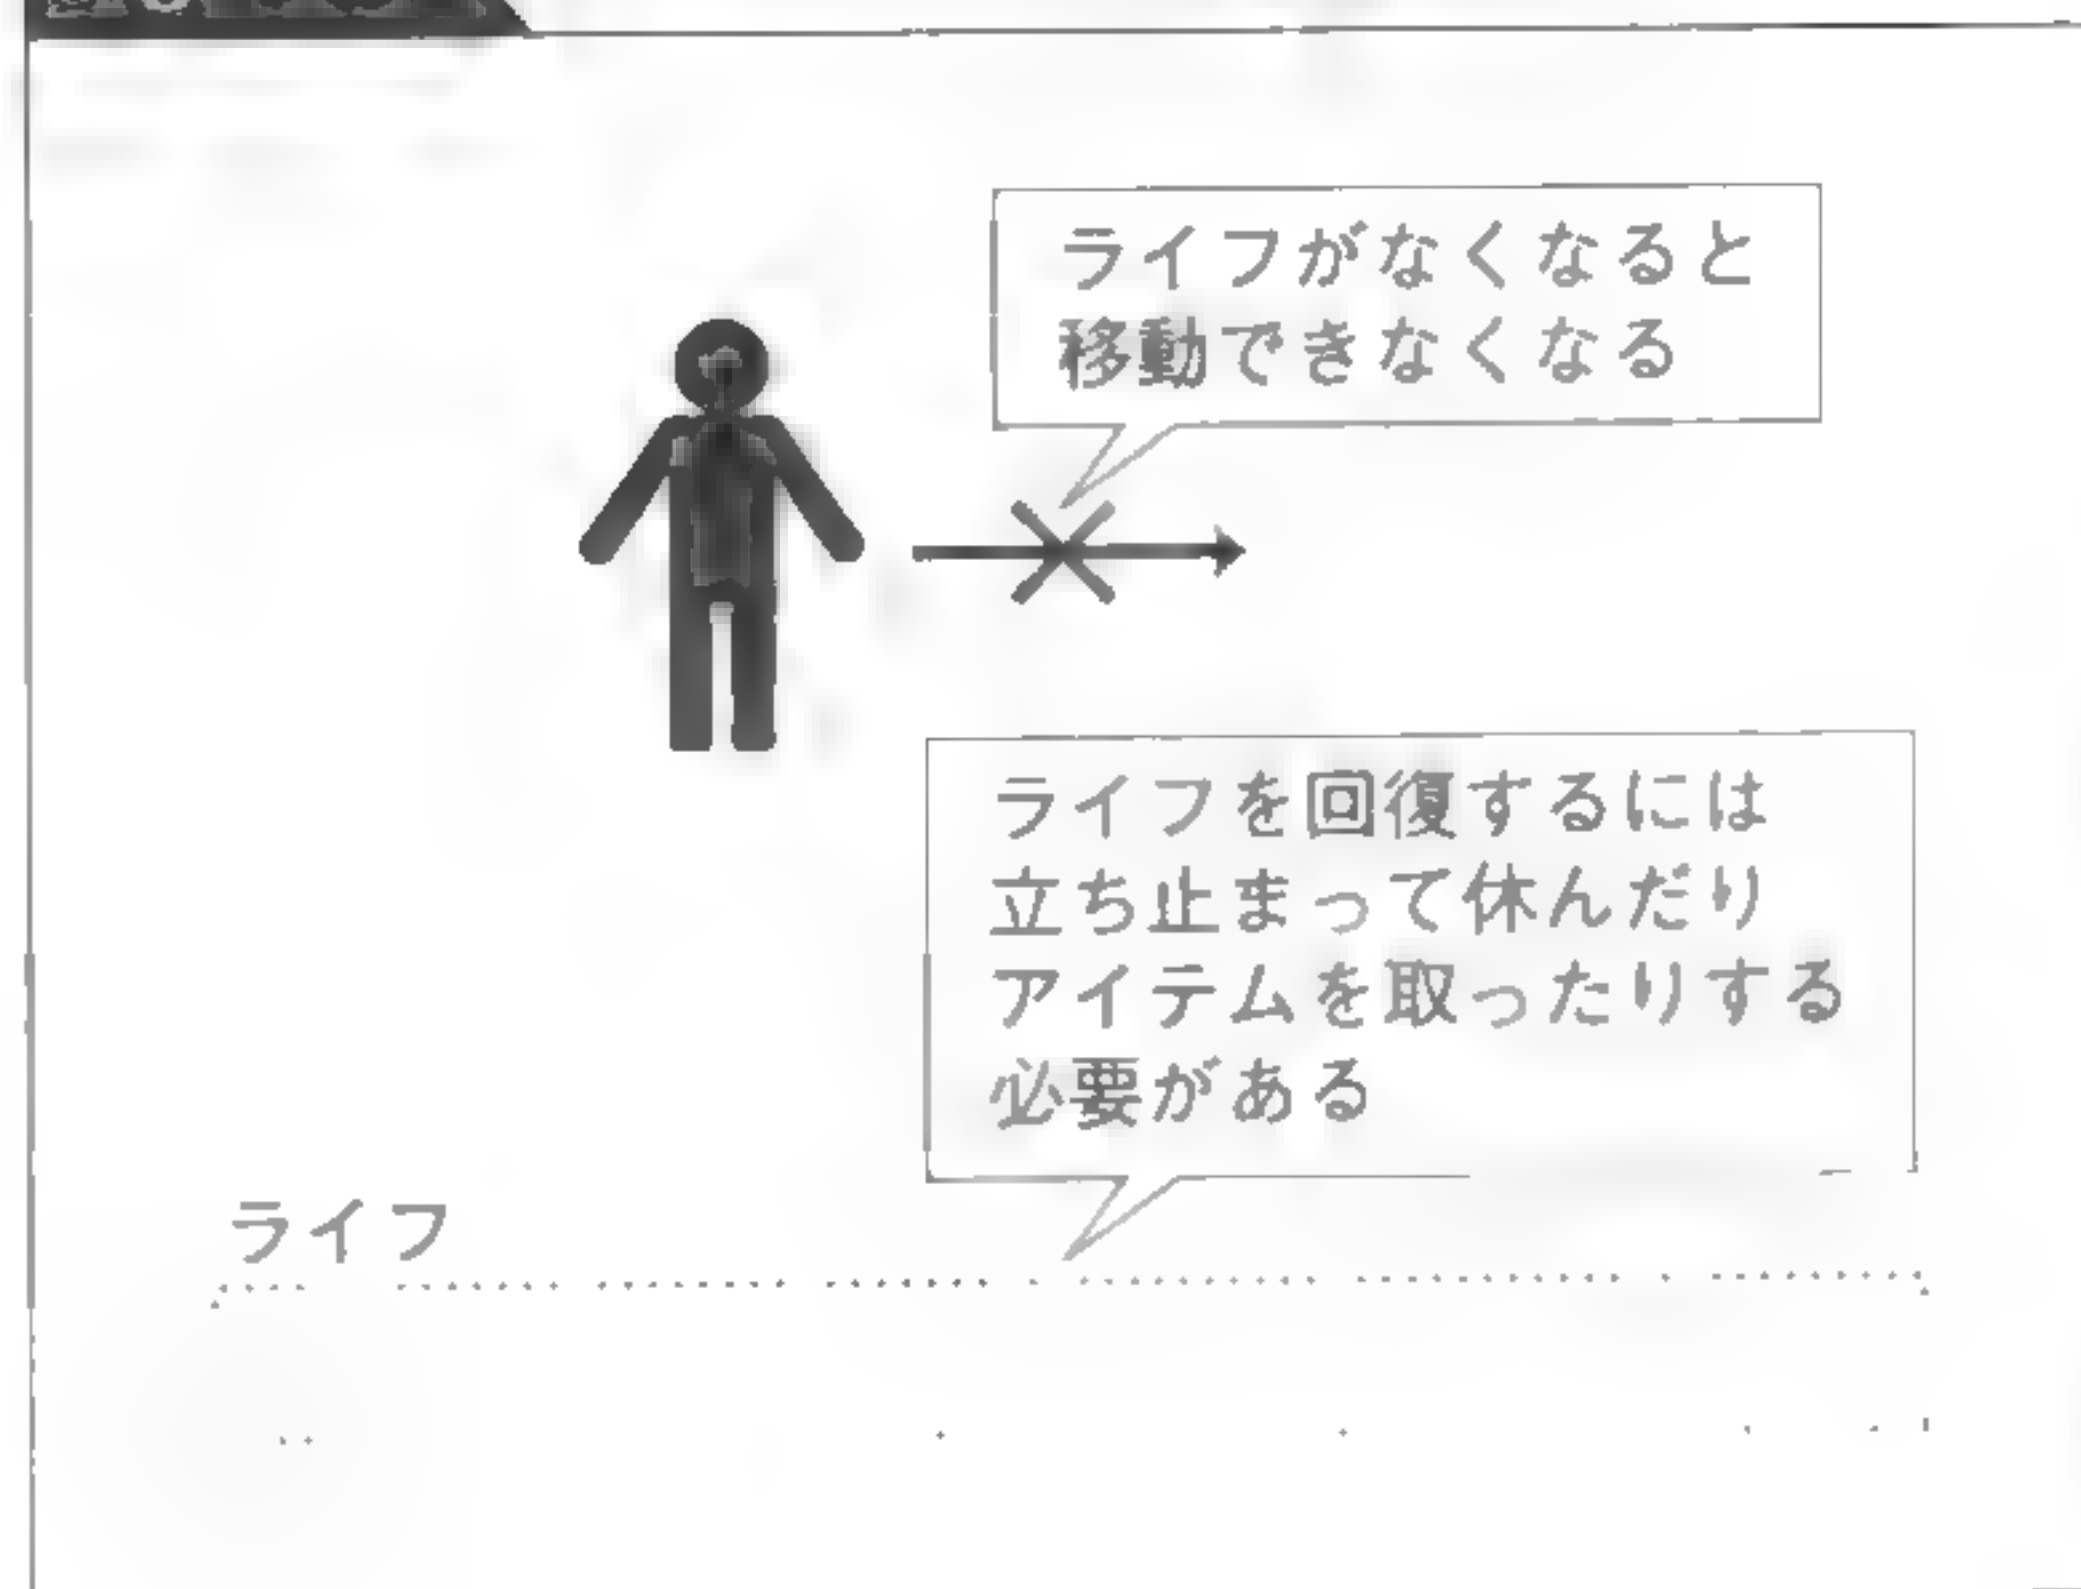 ライフがなくなると
移動できなくなる
ライフを回復するには
立ち止まって休んだり
アイテムを取ったりする
必要がある
ライフ